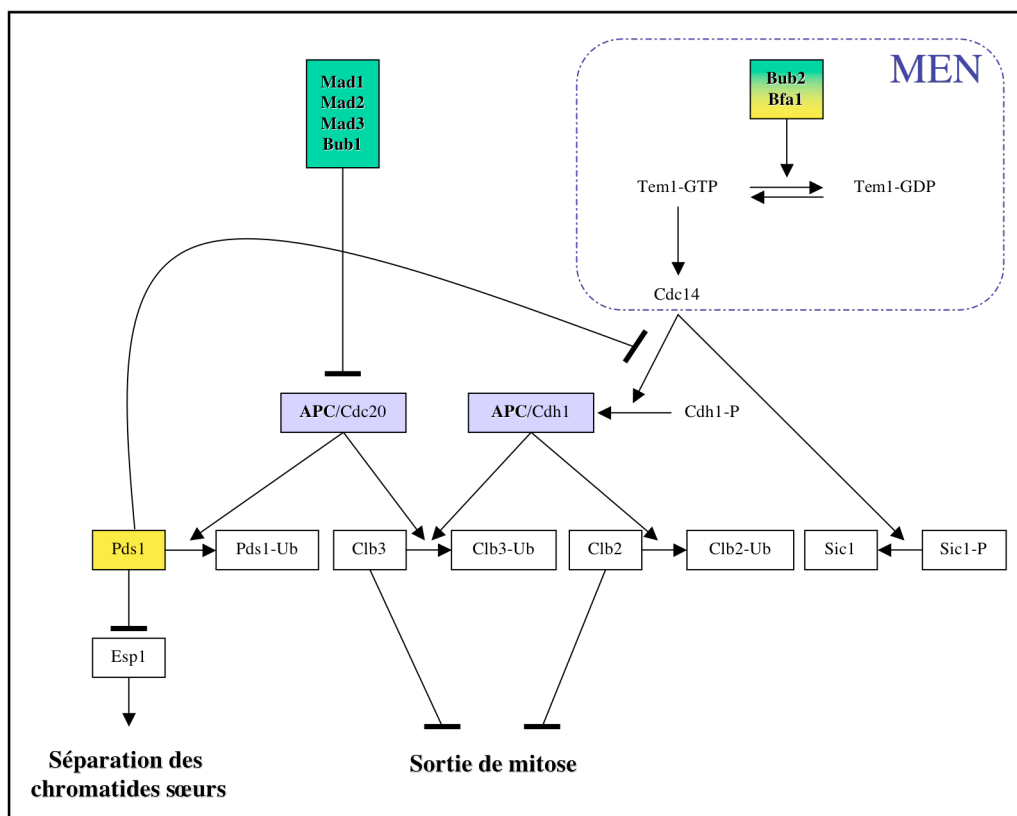 MEN
Mad1
Mad2
Mad3
Bub1
Bub2
Bfa1
Tem1-GTP
Tem1-GDP
Cdc14
APC/Cdc20
APC/Cdh1
Cdh1-P
Pds1
Pds1-Ub
Clb3
Clb3-Ub
Clb2
Clb2-Ub
Sic1
Sic1-P
Esp1
Séparation des
chromatides sœurs
Sortie de mitose